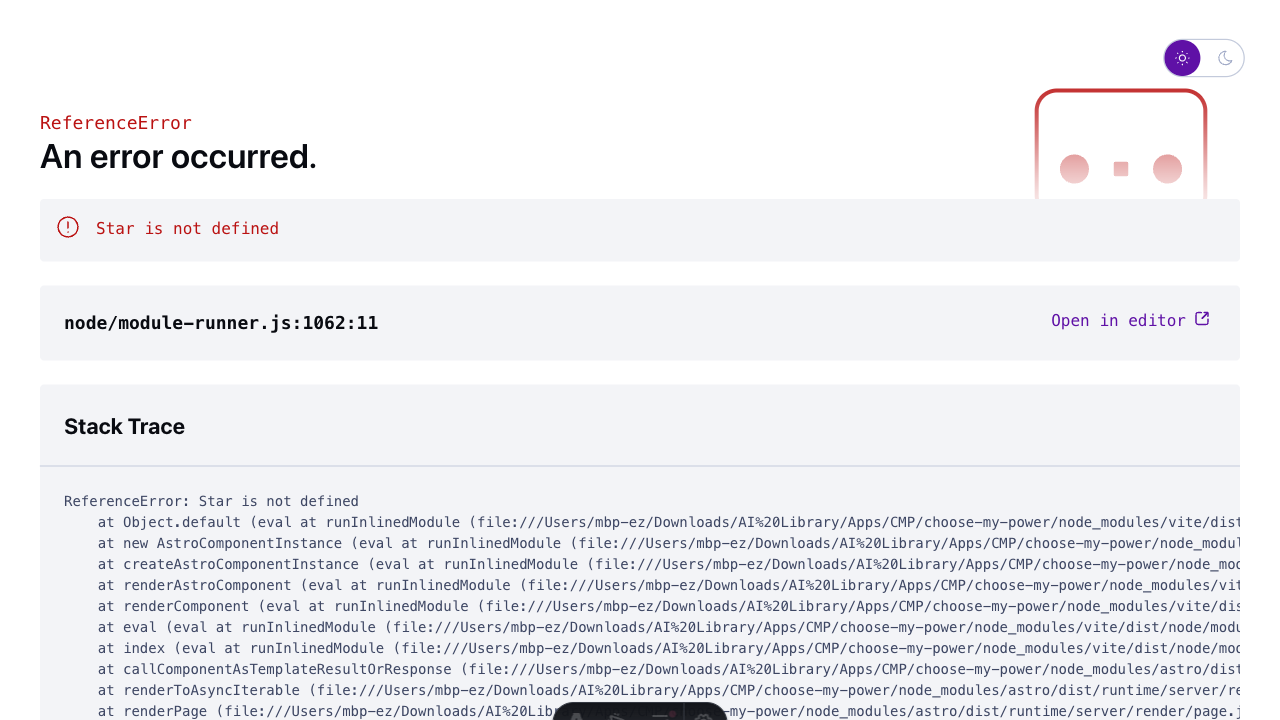 ReferenceError
An error occurred.
Star is not defined
node/module-runner.js:1062:11
Open in editor
Stack Trace
ReferenceError: Star is not defined
at Object.default (eval at runInlinedModule (file:///Users/mbp-ez/Downloads/AI%20Library/Apps/CMP/choose-my-power/node_modules/vite/dist
at new AstroComponentInstance (eval at runInlinedModule (file:///Users/mbp-ez/Downloads/AI%20Library/Apps/CMP/choose-my-power/node_modul
at createAstroComponentInstance (eval at runInlinedModule (file:///Users/mbp-ez/Downloads/AI%20Library/Apps/CMP/choose-my-power/node_mod
at renderAstroComponent (eval at runInlinedModule (file:///Users/mbp-ez/Downloads/AI%20Library/Apps/CMP/choose-my-power/node_modules/vit
at renderComponent (eval at runInlinedModule (file:///Users/mbp-ez/Downloads/AI%20Library/Apps/CMP/choose-my-power/node_modules/vite/dis
at eval (eval at runInlinedModule (file:///Users/mbp-ez/Downloads/AI%20Library/Apps/CMP/choose-my-power/node_modules/vite/dist/node/modu
at index (eval at runInlinedModule (file:///Users/mbp-ez/Downloads/AI%20Library/Apps/CMP/choose-my-power/node_modules/vite/dist/node/mod
at callComponentAsTemplateResultOrResponse (file:///Users/mbp-ez/Downloads/AI%20Library/Apps/CMP/choose-my-power/node_modules/astro/dist
at renderToAsyncIterable (file:///Users/mbp-ez/Downloads/AI%20Library/Apps/CMP/choose-my-power/node_modules/astro/dist/runtime/server/re
at renderPage (file:///Users/mbp-ez/Downloads/AI%20Lib my-power/node_modules/astro/dist/runtime/server/render/page.j